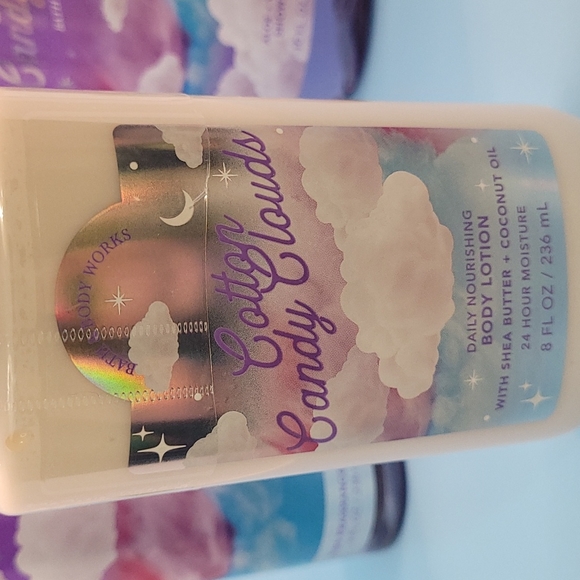 BATH & BODY WORKS
Cotton
Candy Clouds
DAILY NOURISHING
BODY LOTION
WITH SHEA BUTTER + COCONUT OIL
24 HOUR MOISTURE
8 FL OZ / 236 mL